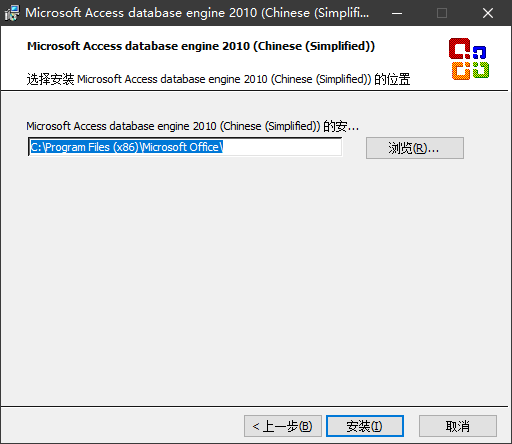 Microsoft Access database engine 2010 (Chinese (Simplifi...
Microsoft Access database engine 2010 (Chinese (Simplified))
选择安装 Microsoft Access database engine 2010 (Chinese (Simplified)) 的位置
Microsoft Access database engine 2010 (Chinese (Simplified)) 的安...
C:\Program Files (x86)\Microsoft Office\
浏览(R)...
< 上一步(B)
安装(I)
取消